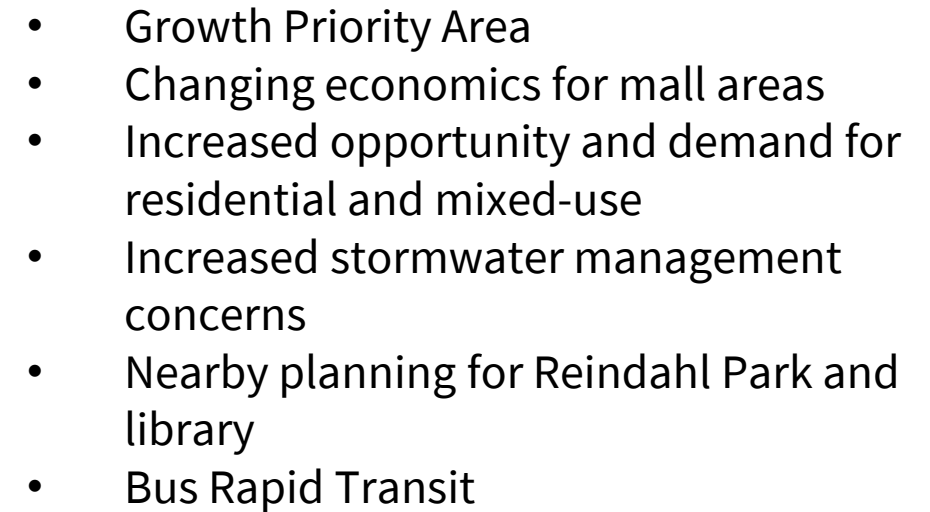 • Growth Priority Area
• Changing economics for mall areas
• Increased opportunity and demand for
residential and mixed-use
• Increased stormwater management
concerns
• Nearby planning for Reindahl Park and
library
• Bus Rapid Transit